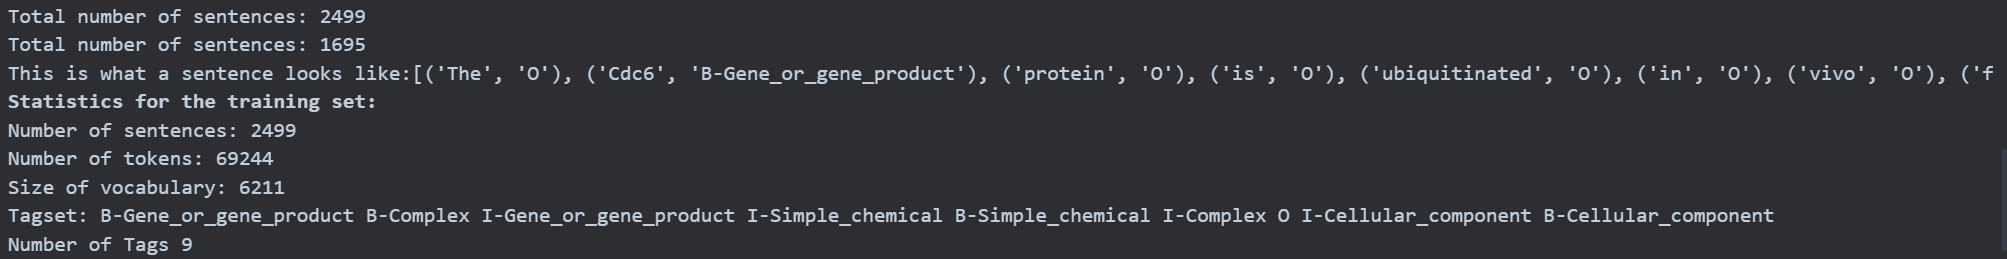 Total number of sentences: 2499
Total number of sentences: 1695
This is what a sentence looks like:[('The', 'O'), ('Cdc6', 'B-Gene_or_gene_product'), ('protein', 'O'), ('is', 'O'), ('ubiquitinated', 'O'), ('in', 'O'), ('vivo', 'O'), ('f
Statistics for the training set:
Number of sentences: 2499
Number of tokens: 69244
Size of vocabulary: 6211
Tagset: B-Gene_or_gene_product B-Complex I-Gene_or_gene_product I-Simple_chemical B-Simple_chemical I-Complex O I-Cellular_component B-Cellular_component
Number of Tags 9